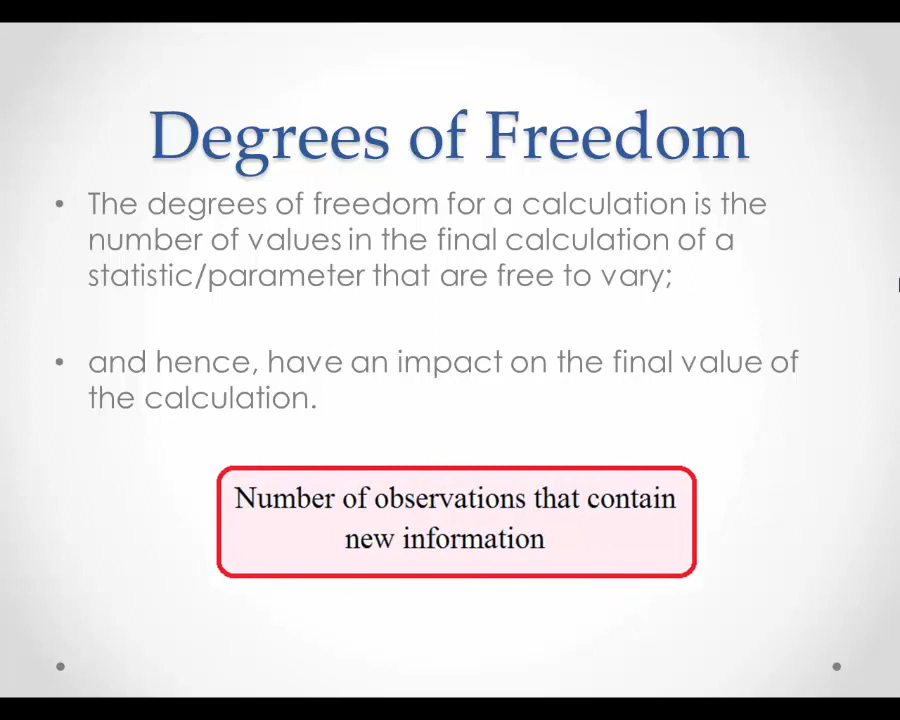 Degrees of Freedom
• The degrees of freedom for a calculation is the
number of values in the final calculation of a
statistic/parameter that are free to vary;
• and hence, have an impact on the final value of
the calculation.
Number of observations that contain
new information